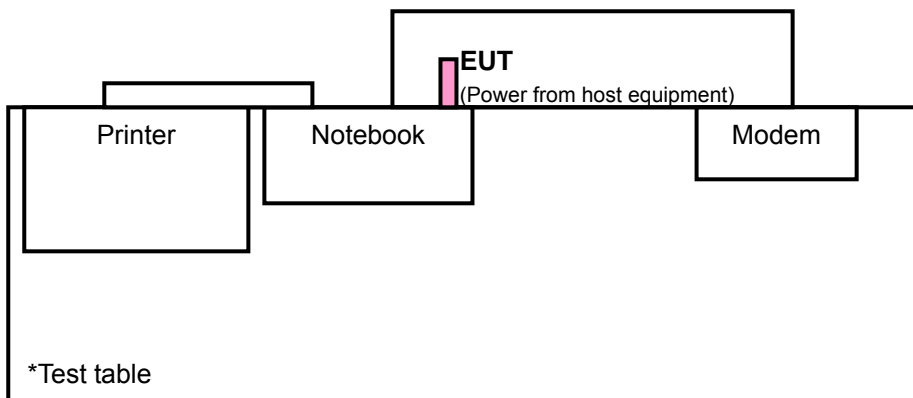 EUT
(Power from host equipment)
Printer
Notebook
Modem
*Test table